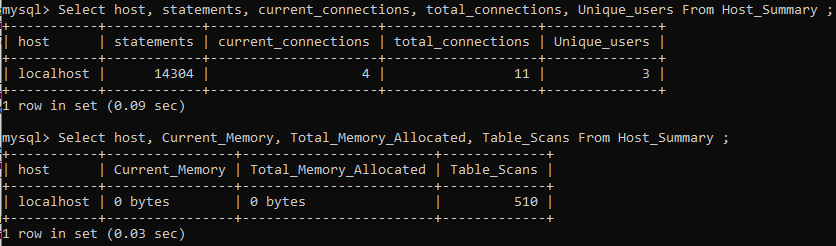 mysql> Select host, statements, current_connections, total_connections, Unique_users From Host_Summary ;
+-----------+------------+---------------------+-------------------+--------------+
| host      | statements | current_connections | total_connections | Unique_users |
+-----------+------------+---------------------+-------------------+--------------+
| localhost |      14304 |                   4 |                11 |            3 |
+-----------+------------+---------------------+-------------------+--------------+
1 row in set (0.09 sec)
mysql> Select host, Current_Memory, Total_Memory_Allocated, Table_Scans From Host_Summary ;
+-----------+----------------+------------------------+-------------+
| host      | Current_Memory | Total_Memory_Allocated | Table_Scans |
+-----------+----------------+------------------------+-------------+
| localhost | 0 bytes        | 0 bytes                |         510 |
+-----------+----------------+------------------------+-------------+
1 row in set (0.03 sec)